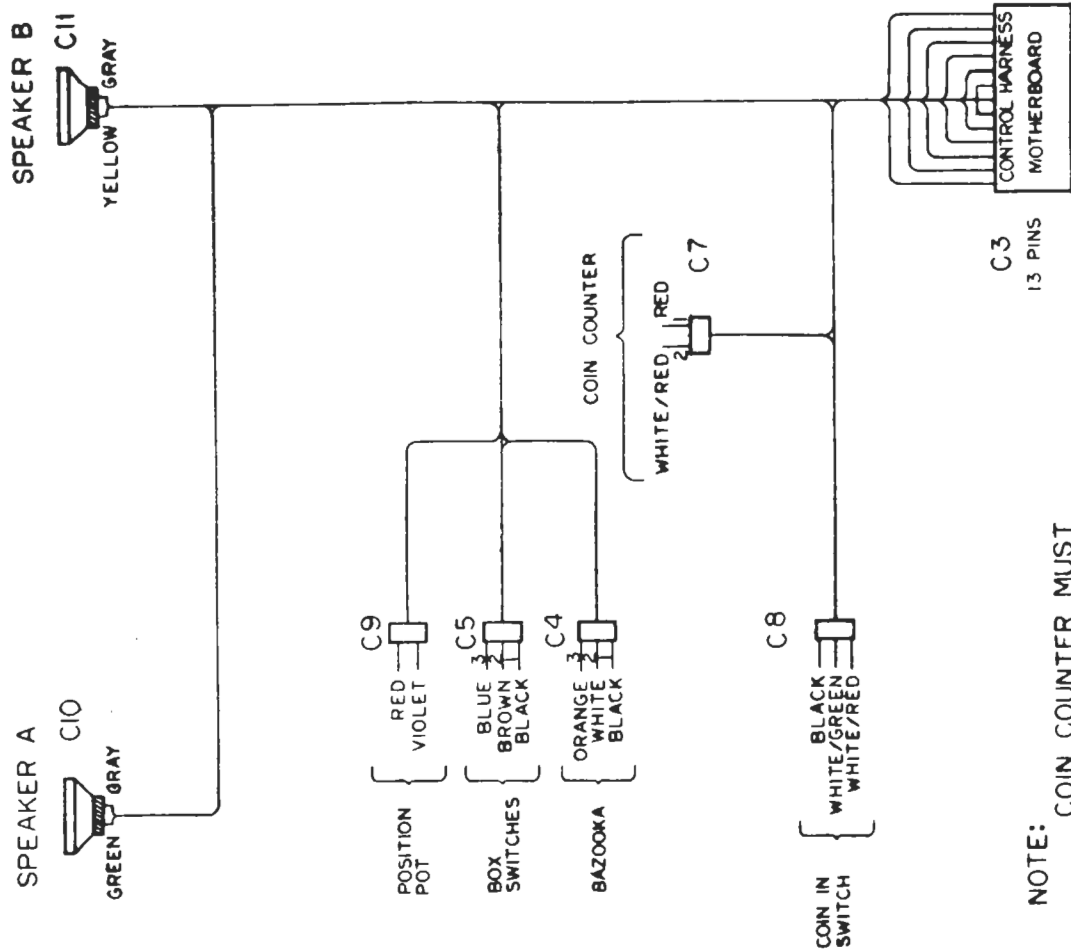 SPEAKER A
C10
GREEN
GRAY
SPEAKER B
C11
YELLOW
GRAY
C9
RED
VIOLET
POSITION
POT
C5
3
2
1
BLUE
BROWN
BLACK
BOX
SWITCHES
C4
3
2
1
ORANGE
WHITE
BLACK
BAZOOKA
COIN COUNTER
WHITE/RED
RED
2
1
C7
C8
BLACK
WHITE/GREEN
WHITE/RED
COIN IN
SWITCH
CONTROL HARNESS
MOTHERBOARD
C3
13 PINS
NOTE: COIN COUNTER MUST